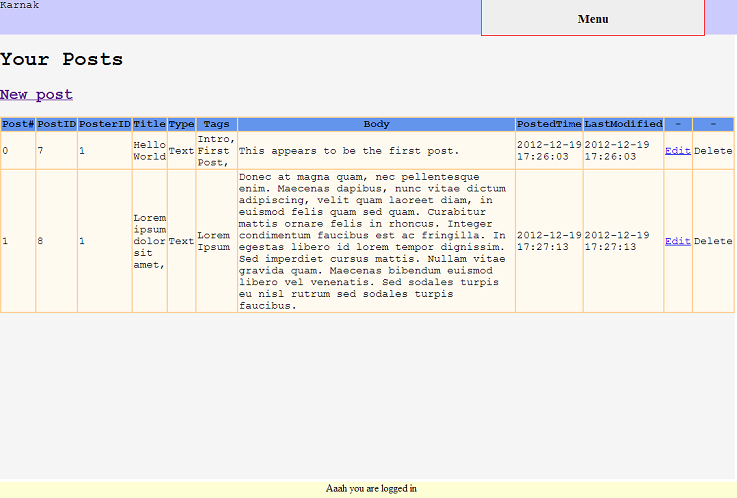 Karnak
Menu
Your Posts
New post
Post# PostID PosterID Title Type Tags Body PostedTime LastModified - -
0 7 1 Hello World Text Intro, First Post, This appears to be the first post. 2012-12-19 17:26:03 2012-12-19 17:26:03 Edit Delete
1 8 1 Lorem ipsum dolor sit amet, Text Lorem Ipsum
Donec at magna quam, nec pellentesque
enim. Maecenas dapibus, nunc vitae dictum
adipiscing, velit quam laoreet diam, in
euismod felis quam sed quam. Curabitur
mattis ornare felis in rhoncus. Integer
condimentum faucibus est ac fringilla. In
egestas libero id lorem tempor dignissim.
Sed imperdiet cursus mattis. Nullam vitae
gravida quam. Maecenas bibendum euismod
libero vel venenatis. Sed sodales turpis
eu nisl rutrum sed sodales turpis
faucibus.
2012-12-19 17:27:13 2012-12-19 17:27:13 Edit Delete
Aaah you are logged in